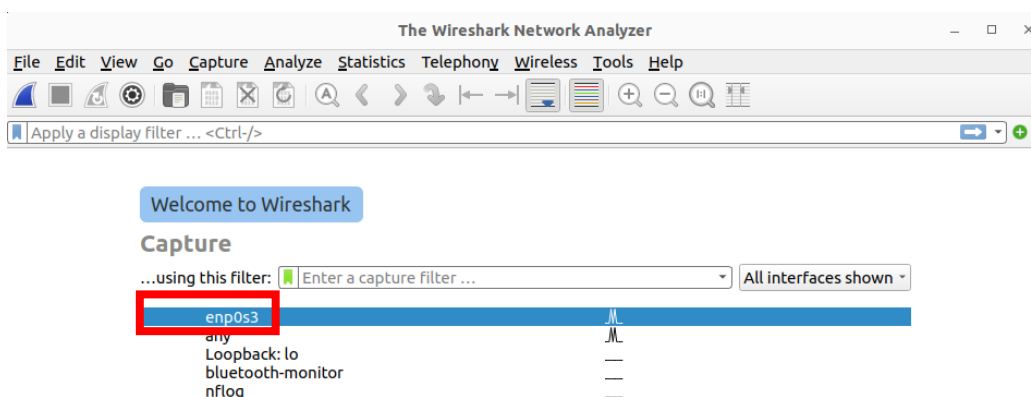 The Wireshark Network Analyzer
File Edit View Go Capture Analyze Statistics Telephony Wireless Tools Help
Apply a display filter … <Ctrl-/>
Welcome to Wireshark
Capture
…using this filter: Enter a capture filter … All interfaces shown
enp0s3
any
Loopback: lo
bluetooth-monitor
nflog